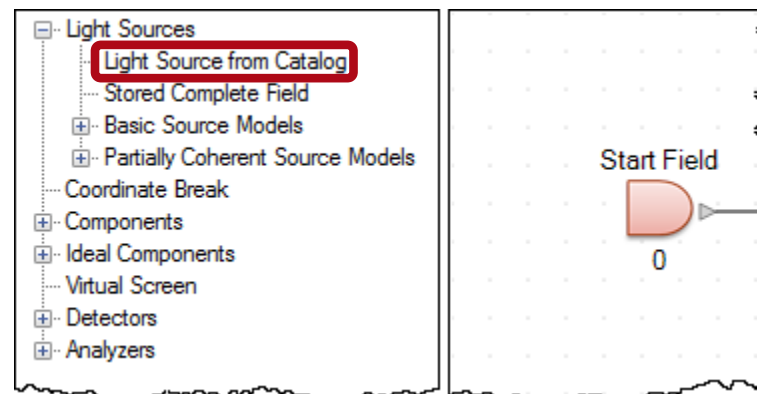 Light Sources
Light Source from Catalog
Stored Complete Field
Basic Source Models
Partially Coherent Source Models
Coordinate Break
Components
Ideal Components
Virtual Screen
Detectors
Analyzers
Start Field
0